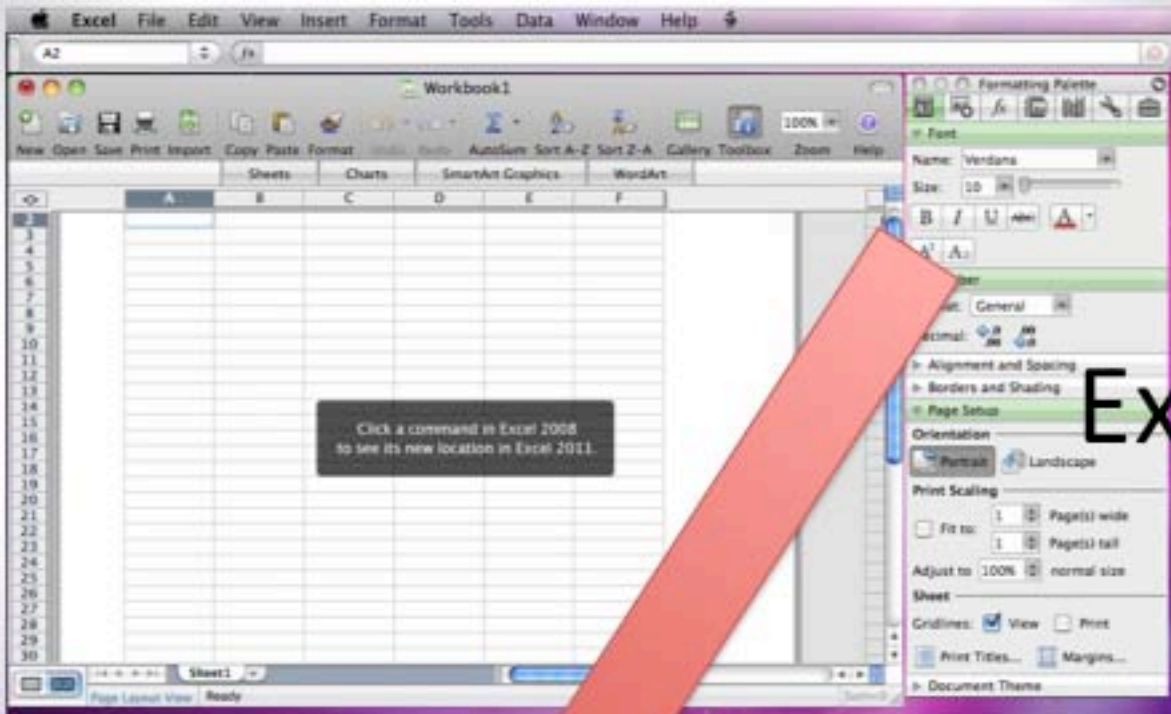 Excel File Edit View Insert Format Tools Data Window Help
A2 fx
Workbook1
New Open Save Print Import Copy Paste Format Undo Redo AutoSum Sort A-Z Sort Z-A Gallery Toolbox 100% Zoom Help
Sheets Charts SmartArt Graphics WordArt
A B C D E F
2
3
4
5
6
7
8
9
10
11
12
13
14
15
16
17
18
19
20
21
22
23
24
25
26
27
28
29
30
Click a command in Excel 2008
to see its new location in Excel 2011.
Sheet1
Page Layout View Ready
Formatting Palette
Font
Name: Verdana
Size: 10
B I U ABC A
A² A₂
General
Alignment and Spacing
Borders and Shading
Page Setup
Orientation
Portrait Landscape
Print Scaling
Fit to: 1 Page(s) wide
1 Page(s) tall
Adjust to 100% normal size
Sheet
Gridlines: View Print
Print Titles... Margins...
Document Theme
Ex